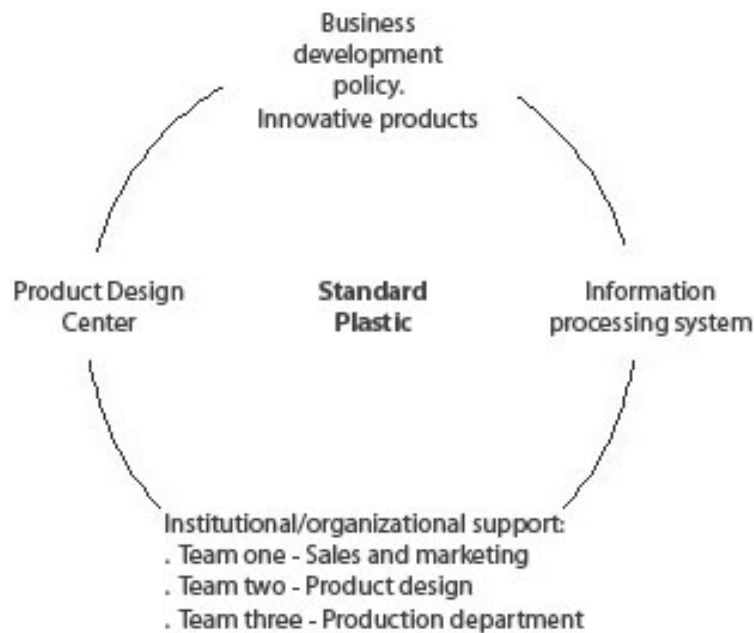 Business
development
policy.
Innovative products
Product Design
Center
Standard
Plastic
Information
processing system
Institutional/organizational support:
. Team one - Sales and marketing
. Team two - Product design
. Team three - Production department